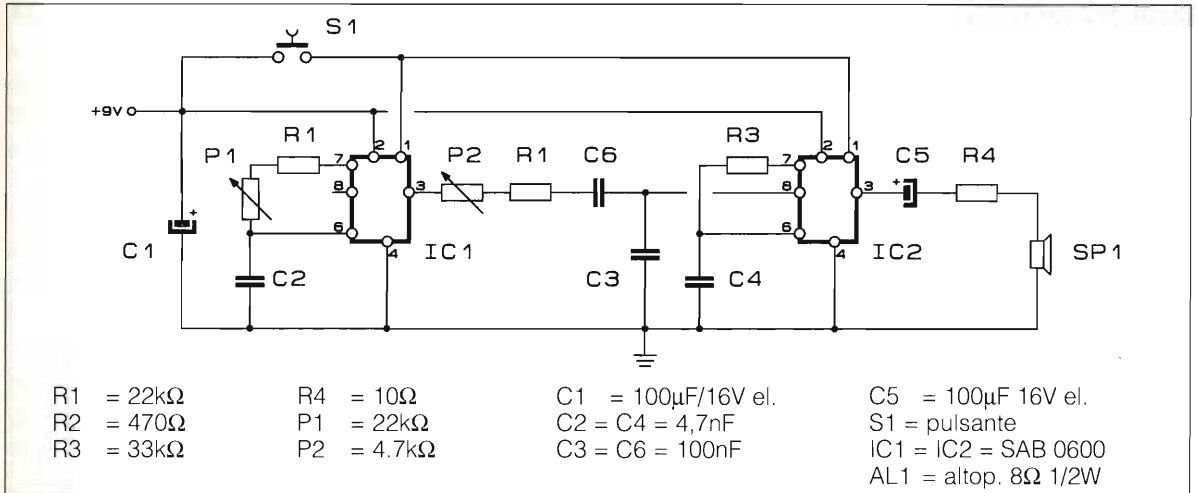 S1
+9V
P1 R1 7 2 1 P2 R1 C6 R3 7 2 1 C5 R4
8 3 8 3
C1 + 6 4 IC1 C3 6 4 IC2 + SP1
C2 C4
R1 = 22kΩ
R2 = 470Ω
R3 = 33kΩ
R4 = 10Ω
P1 = 22kΩ
P2 = 4.7kΩ
C1 = 100µF/16V el.
C2 = C4 = 4,7nF
C3 = C6 = 100nF
C5 = 100µF 16V el.
S1 = pulsante
IC1 = IC2 = SAB 0600
AL1 = altop. 8Ω 1/2W